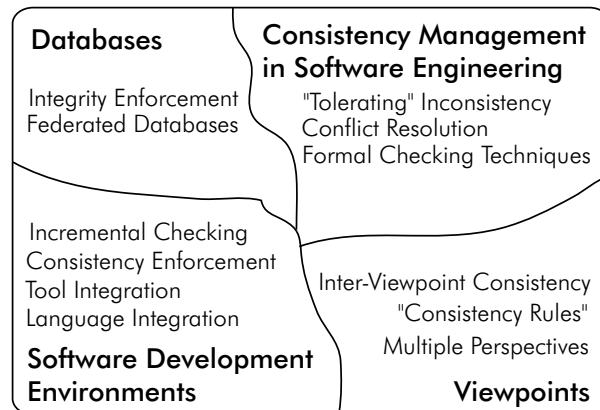 Databases
Integrity Enforcement
Federated Databases
Consistency Management
in Software Engineering
"Tolerating" Inconsistency
Conflict Resolution
Formal Checking Techniques
Incremental Checking
Consistency Enforcement
Tool Integration
Language Integration
Software Development
Environments
Inter-Viewpoint Consistency
"Consistency Rules"
Multiple Perspectives
Viewpoints